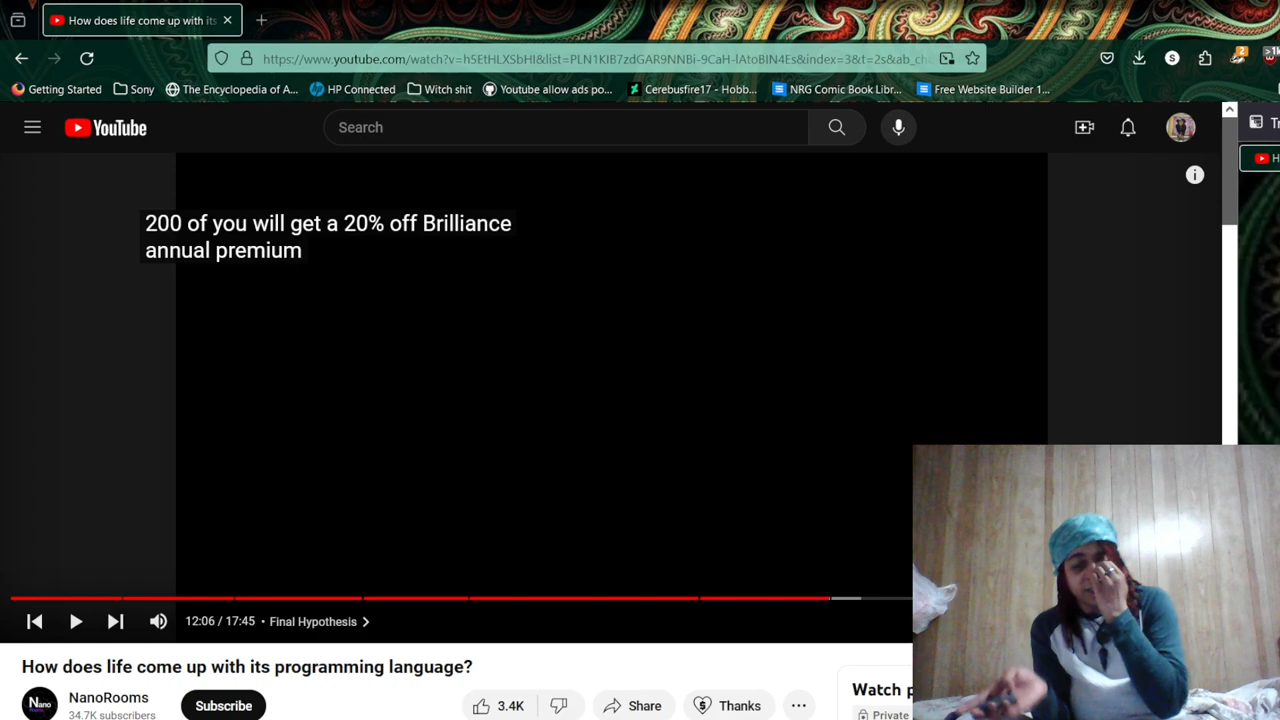 How does life come up with its
https://www.youtube.com/watch?v=h5EtHLXSbHI&list=PLN1KIB7zdGAR9NNBi-9CaH-lAtoBIN4Es&index=3&t=2s&ab_ch
S
2
>1k
Getting Started
Sony
The Encyclopedia of A...
HP Connected
Witch shit
Youtube allow ads po...
Cerebusfire17 - Hobb...
NRG Comic Book Libr...
Free Website Builder 1...
YouTube
Search
Tr
H
200 of you will get a 20% off Brilliance
annual premium
12:06 / 17:45 • Final Hypothesis
How does life come up with its programming language?
Nano
NanoRooms
34.7K subscribers
Subscribe
3.4K
Share
Thanks
Watch p
Private